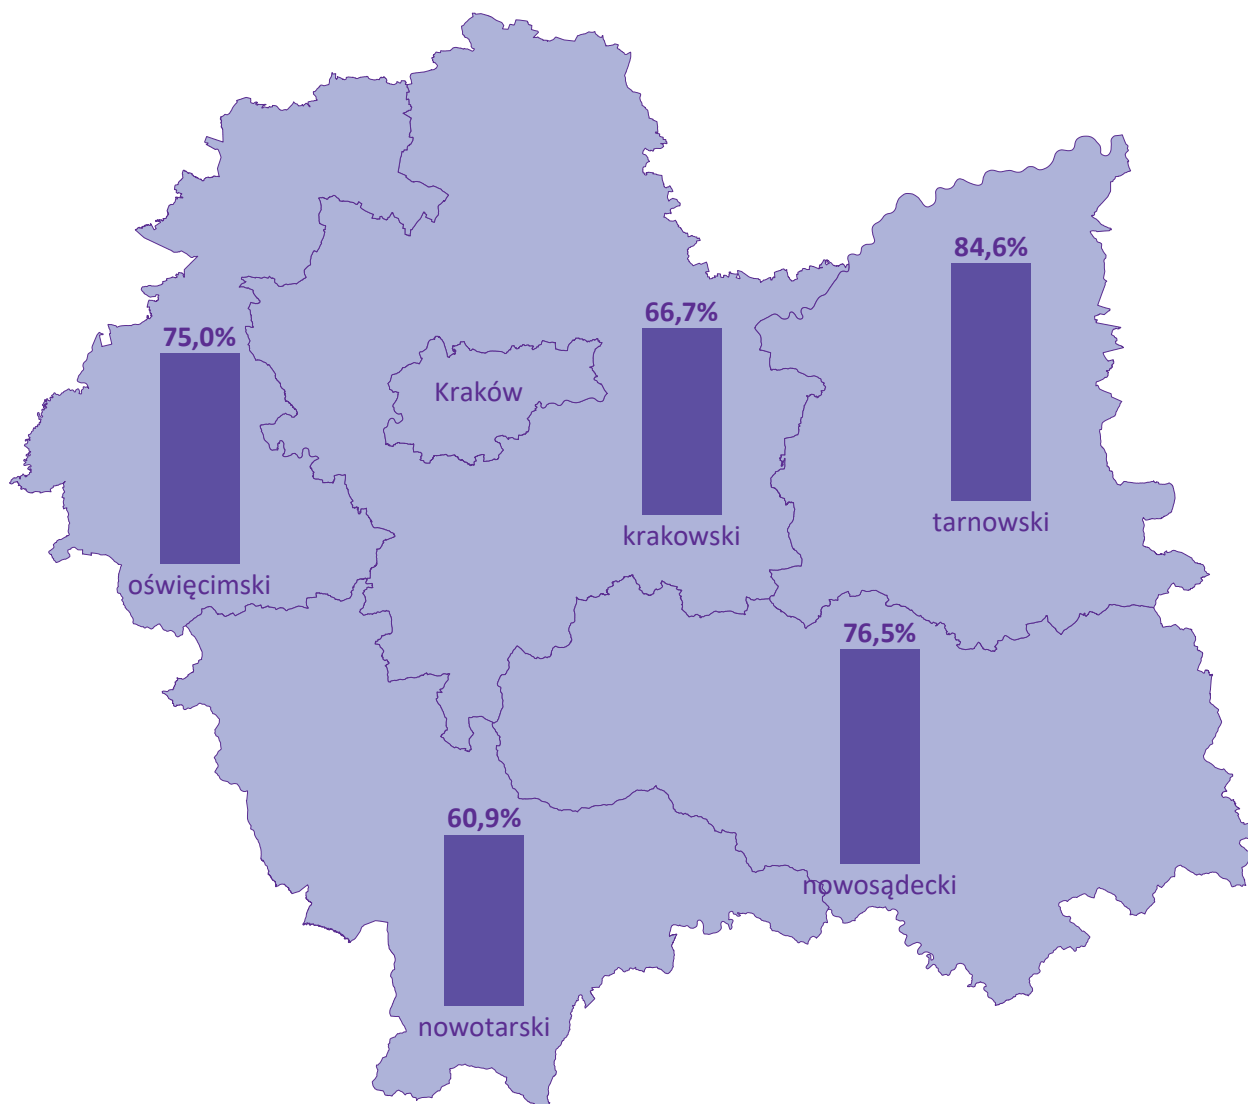 84,6%
tarnowski
66,7%
krakowski
75,0%
oświęcimski
Kraków
76,5%
nowosądecki
60,9%
nowotarski